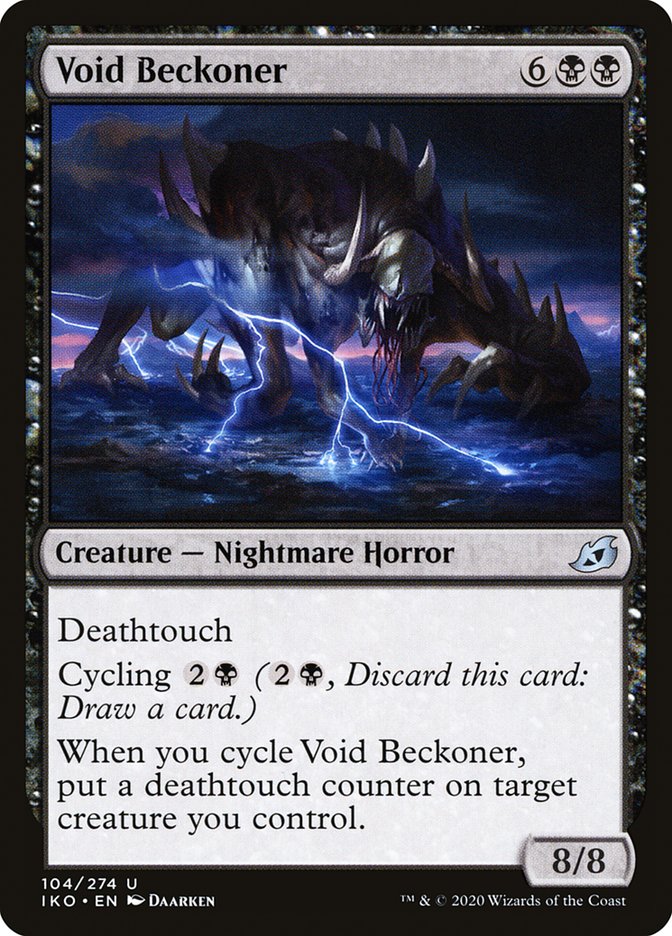 Void Beckoner 6
Creature — Nightmare Horror
Deathtouch
Cycling 2 (2, Discard this card:
Draw a card.)
When you cycle Void Beckoner,
put a deathtouch counter on target
creature you control.
8/8
104/274 U
IKO • EN Daarken
™ & © 2020 Wizards of the Coast